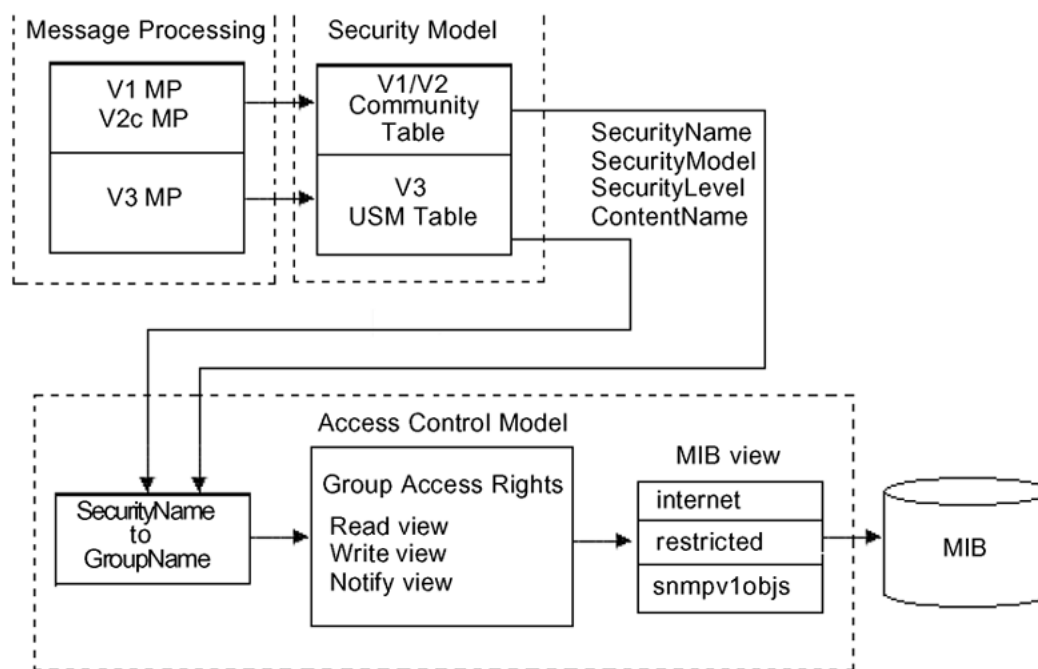 Message Processing
V1 MP
V2c MP
V3 MP
Security Model
V1/V2
Community
Table
V3
USM Table
SecurityName
SecurityModel
SecurityLevel
ContentName
Access Control Model
SecurityName
to
GroupName
Group Access Rights
Read view
Write view
Notify view
MIB view
internet
restricted
snmpv1objs
MIB